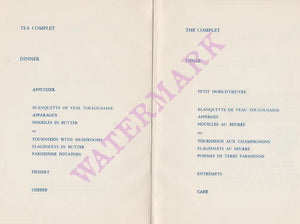 TEA COMPLET
DINNER
APPETIZER
BLANQUETTE OF VEAL TOULOUSAINE
ASPARAGUS
NOODLES IN BUTTER
or
TOURNEDOS WITH MUSHROOMS
FLAGEOLETS IN BUTTER
PARISIENNE POTATOES
DESSERT
COFFEE
THE COMPLET
DINER
PETIT HORS-D'OEUVRE
BLANQUETTE DE VEAU TOULOUSAINE
ASPERGES
NOUILLES AU BEURRE
ou
TOURNEDOS AUX CHAMPIGNONS
FLAGEOLETS AU BEURRE
POMMES DE TERRE PARISIENNE
ENTREMETS
CAFÉ
WATERMARK